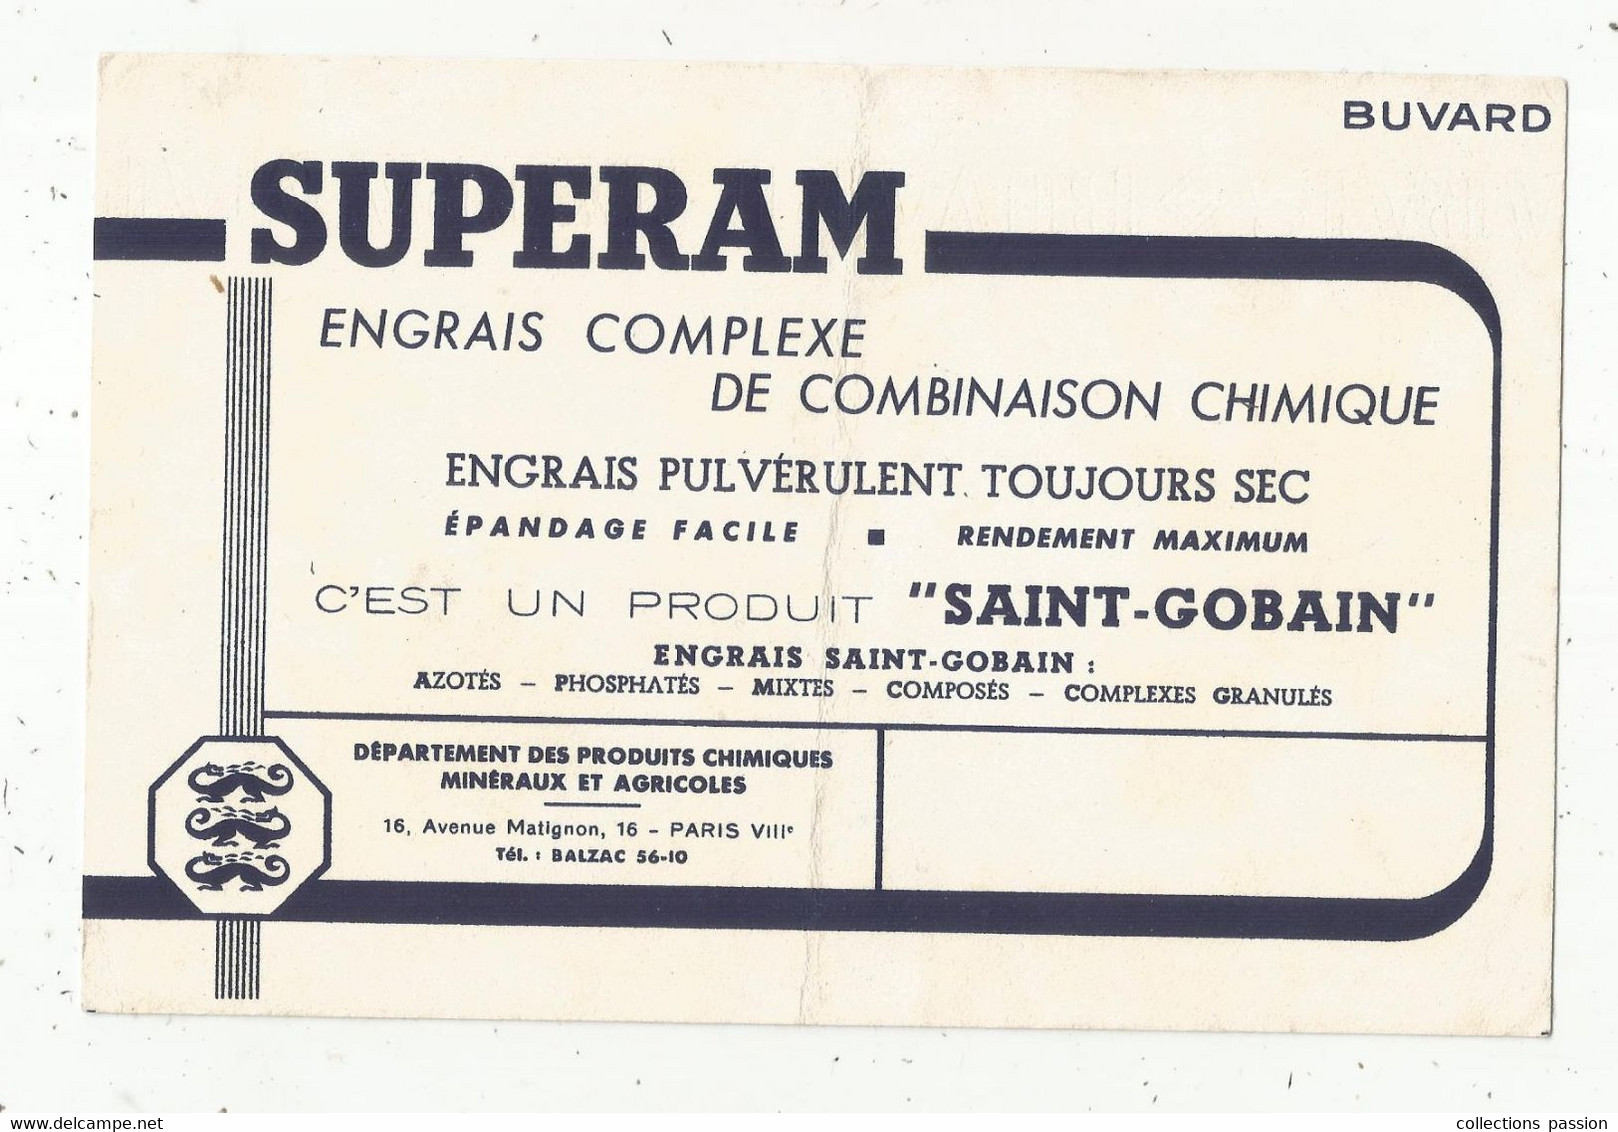 BUVARD
SUPERAM
ENGRAIS COMPLEXE
DE COMBINAISON CHIMIQUE
ENGRAIS PULVÉRULENT TOUJOURS SEC
ÉPANDAGE FACILE ■ RENDEMENT MAXIMUM
C'EST UN PRODUIT "SAINT-GOBAIN"
ENGRAIS SAINT-GOBAIN :
AZOTÉS – PHOSPHATÉS – MIXTES – COMPOSÉS – COMPLEXES GRANULÉS
DÉPARTEMENT DES PRODUITS CHIMIQUES
MINÉRAUX ET AGRICOLES
16, Avenue Matignon, 16 - PARIS VIIIe
Tél. : BALZAC 56-10
collections passion